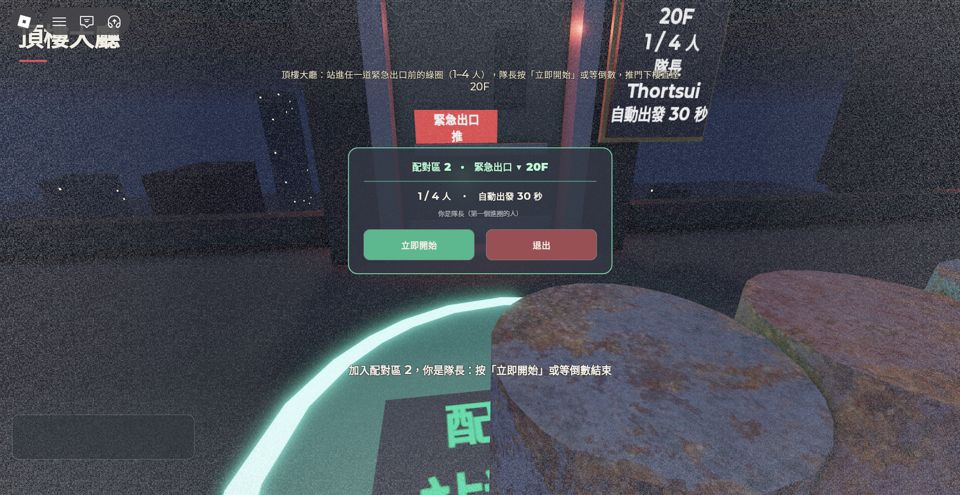 頂樓大廳
20F
1 / 4 人
隊長
Thortsui
自動出發 30 秒
頂樓大廳：站進任一道緊急出口前的綠圈（1–4 人），隊長按「立即開始」或等倒數，推門下樓
20F
緊急出口
推
配對區 2 • 緊急出口 ▼ 20F
1 / 4 人 • 自動出發 30 秒
你是隊長（第一個進圈的人）
立即開始
退出
加入配對區 2，你是隊長：按「立即開始」或等倒數結束
配
站